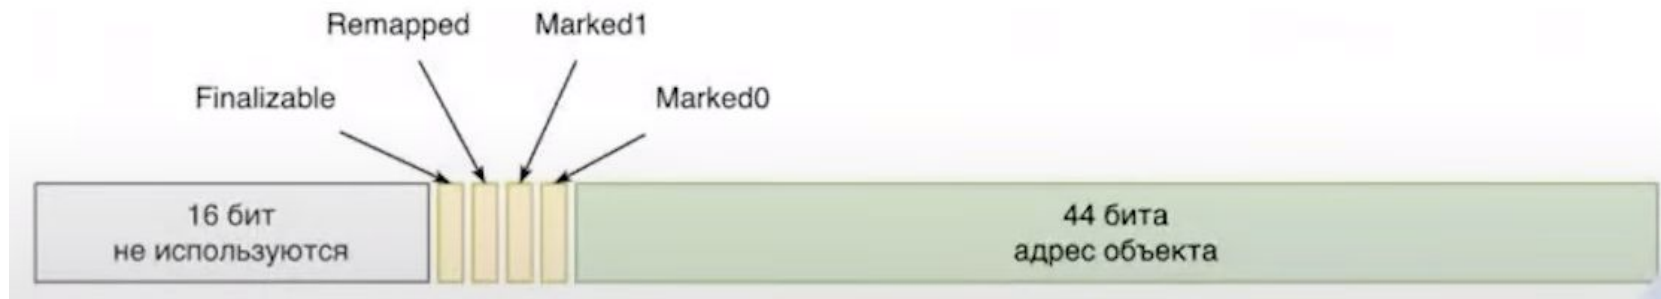 Remapped Marked1
Finalizable Marked0
16 бит
не используются
44 бита
адрес объекта